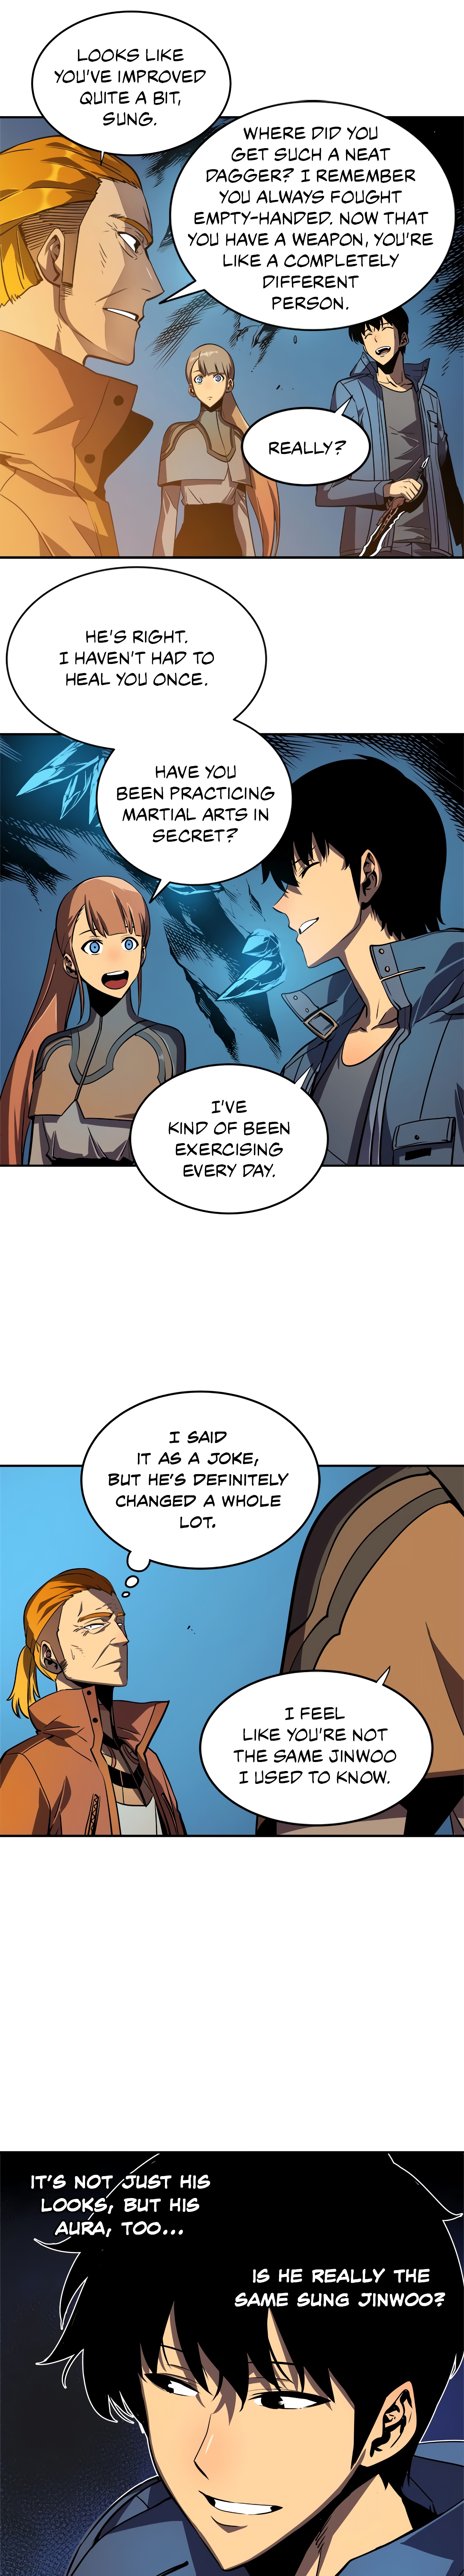 LOOKS LIKE
YOU'VE IMPROVED
QUITE A BIT,
SUNG.
WHERE DID YOU
GET SUCH A NEAT
DAGGER? I REMEMBER
YOU ALWAYS FOUGHT
EMPTY-HANDED. NOW THAT
YOU HAVE A WEAPON, YOU'RE
LIKE A COMPLETELY
DIFFERENT
PERSON.
REALLY?
HE'S RIGHT.
I HAVEN'T HAD TO
HEAL YOU ONCE.
HAVE YOU
BEEN PRACTICING
MARTIAL ARTS IN
SECRET?
I'VE
KIND OF BEEN
EXERCISING
EVERY DAY.
I SAID
IT AS A JOKE,
BUT HE'S DEFINITELY
CHANGED A WHOLE
LOT.
I FEEL
LIKE YOU'RE NOT
THE SAME JINWOO
I USED TO KNOW.
IT'S NOT JUST HIS
LOOKS, BUT HIS
AURA, TOO...
IS HE REALLY THE
SAME SUNG JINWOO?